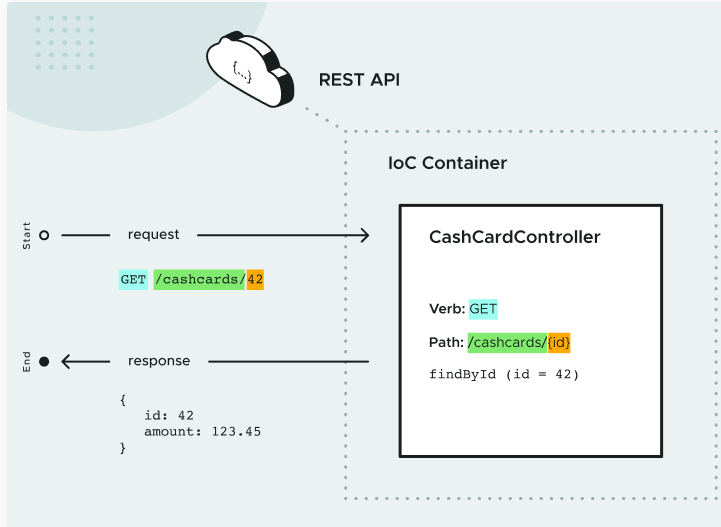 {...}
REST API
IoC Container
Start
request
GET /cashcards/42
CashCardController
Verb: GET
Path: /cashcards/{id}
findById (id = 42)
End
response
{
id: 42
amount: 123.45
}